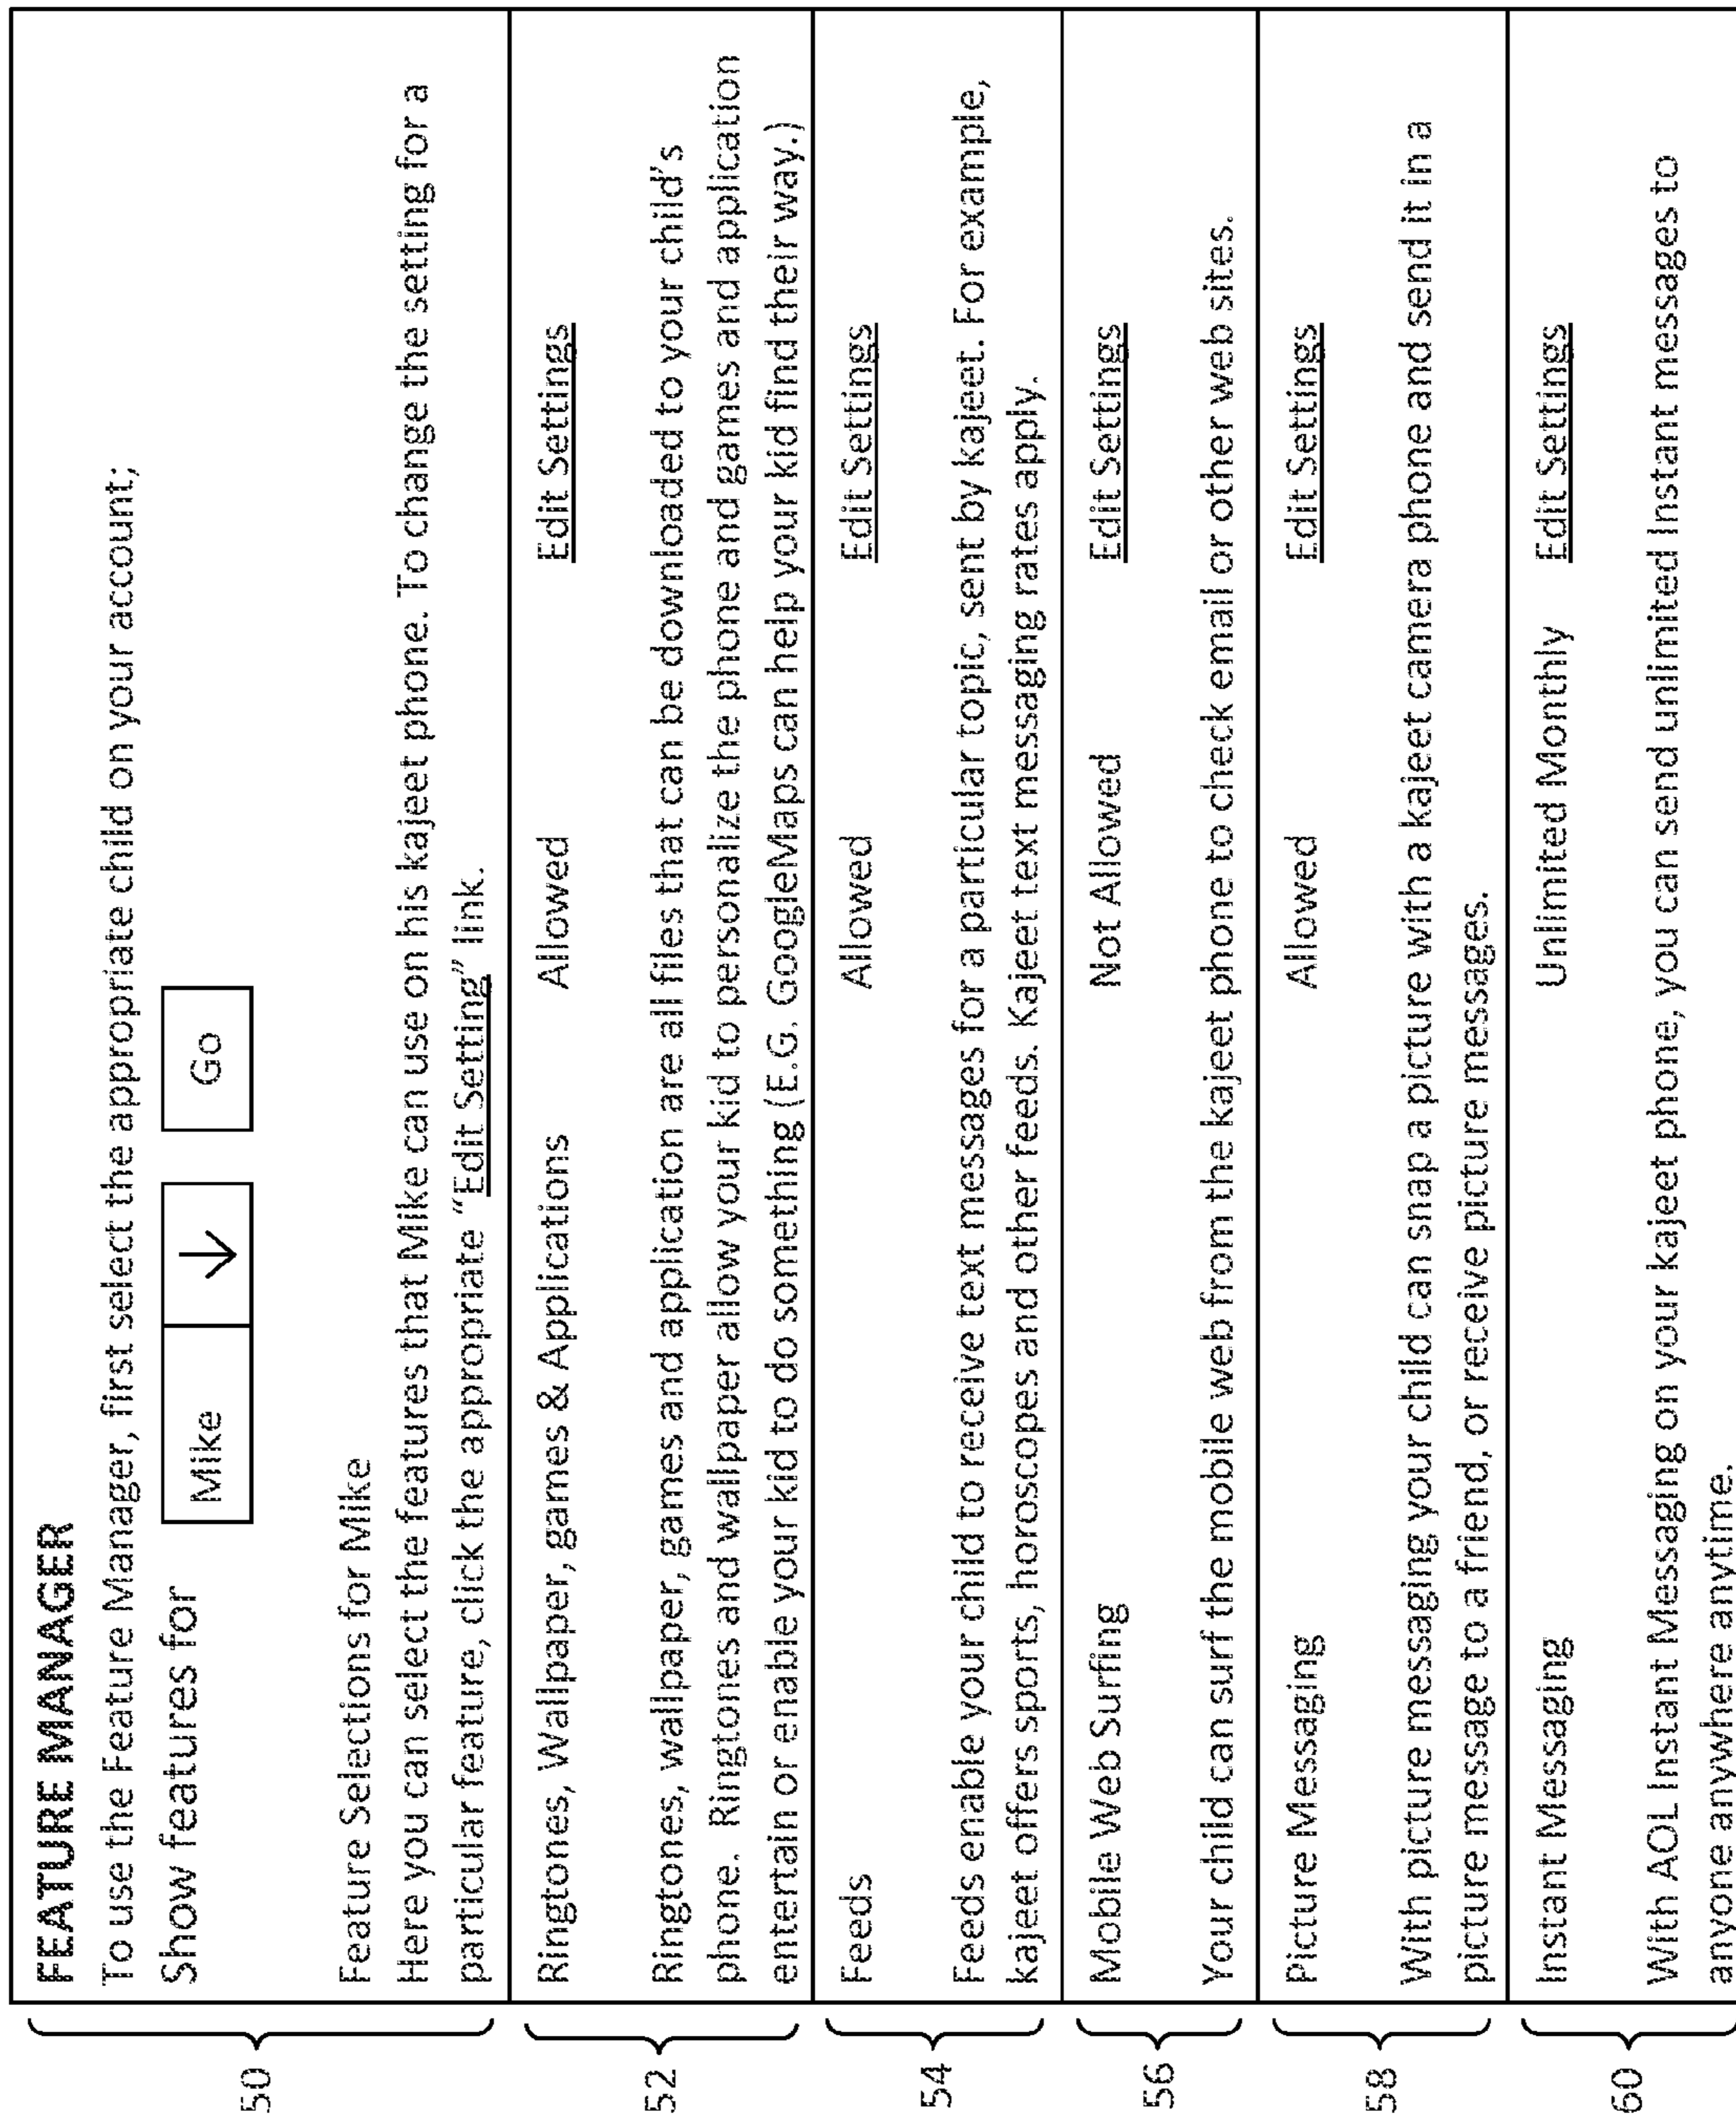 FEATURE MANAGER
To use the Feature Manager, first select the appropriate child on your account;
Show features for Mike Go
Feature Selections for Mike
Here you can select the features that Mike can use on his kajeet phone. To change the setting for a
particular feature, click the appropriate “Edit Setting” link.
50
Ringtones, Wallpaper, games & Applications Allowed Edit Settings
Ringtones, wallpaper, games and application are all files that can be downloaded to your child's
phone. Ringtones and wallpaper allow your kid to personalize the phone and games and application
entertain or enable your kid to do something (E.G. GoogleMaps can help your kid find their way.)
52
Feeds Allowed Edit Settings
Feeds enable your child to receive text messages for a particular topic, sent by kajeet. For example,
kajeet offers sports, horoscopes and other feeds. Kajeet text messaging rates apply.
54
Mobile Web Surfing Not Allowed Edit Settings
Your child can surf the mobile web from the kajeet phone to check email or other web sites.
56
Picture Messaging Allowed Edit Settings
With picture messaging your child can snap a picture with a kajeet camera phone and send it in a
picture message to a friend, or receive picture messages.
58
Instant Messaging Unlimited Monthly Edit Settings
With AOL Instant Messaging on your kajeet phone, you can send unlimited Instant messages to
anyone anywhere anytime.
60